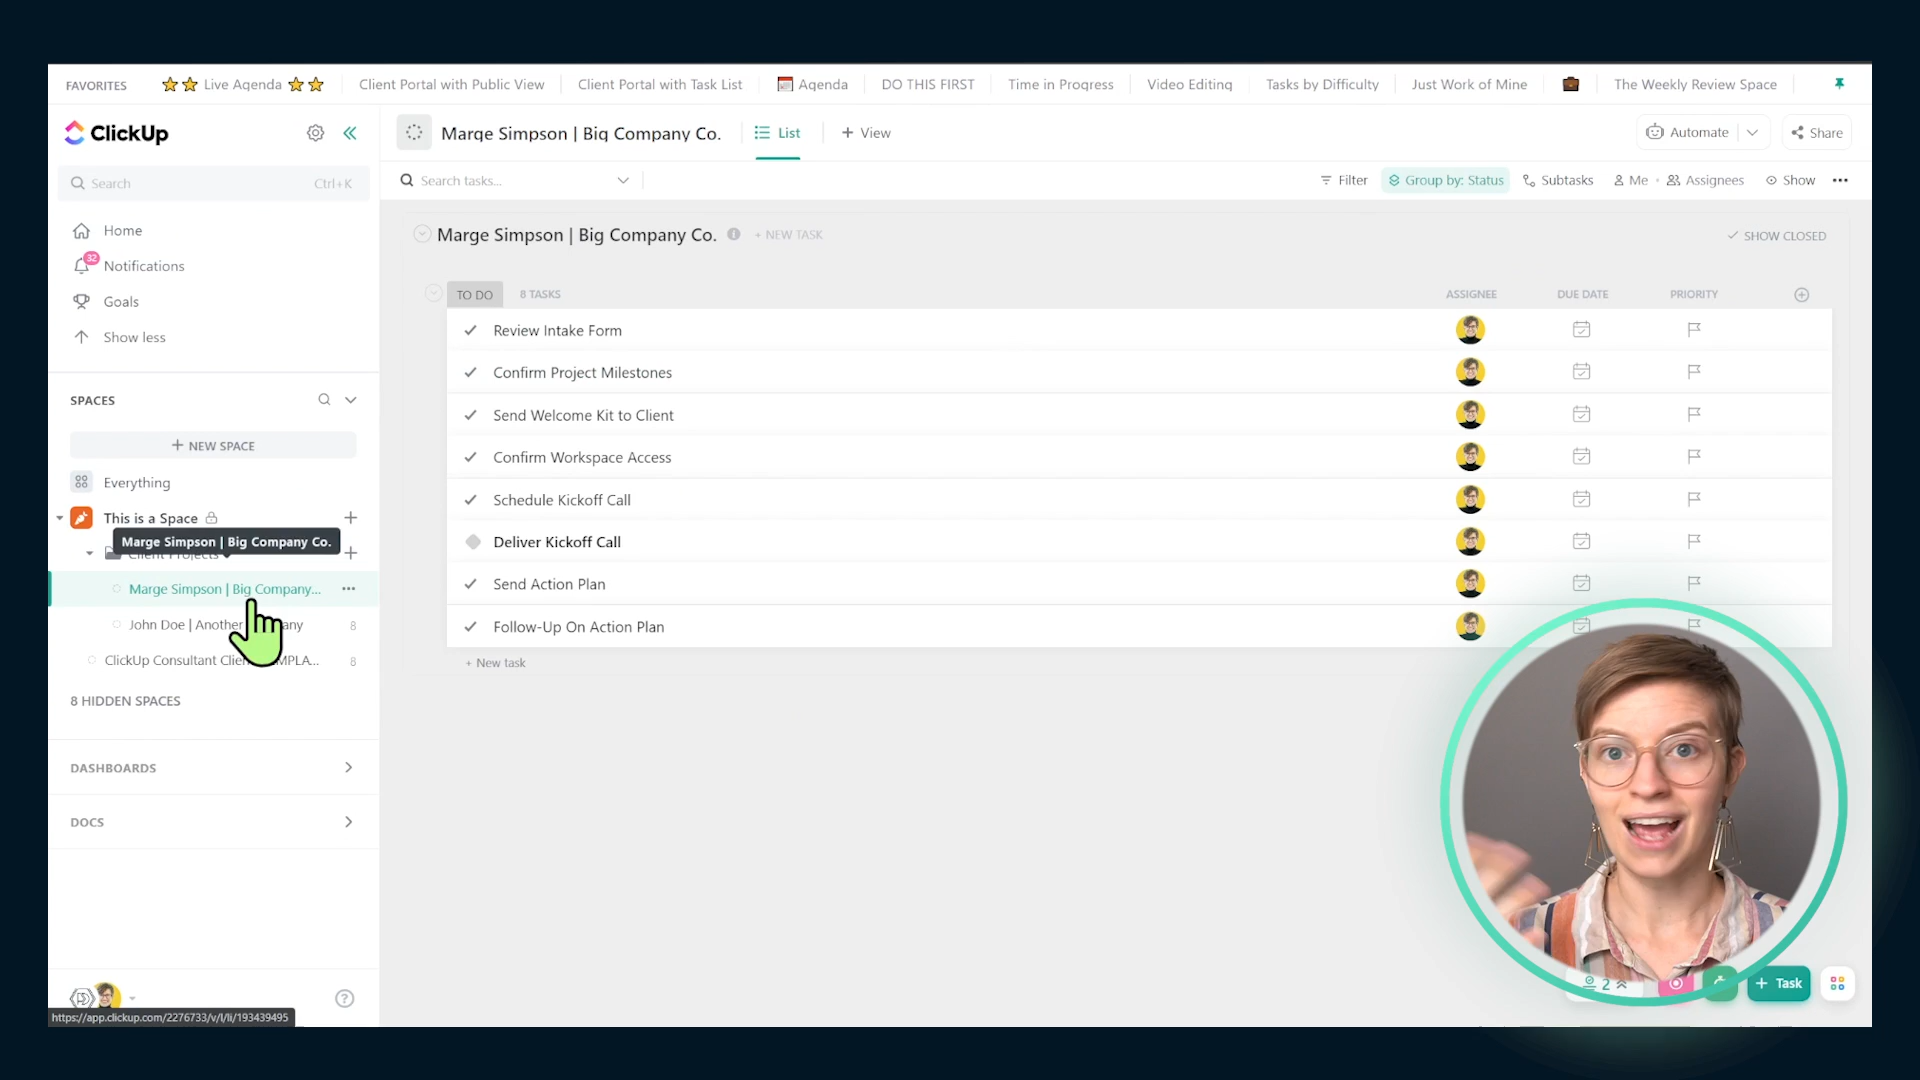 FAVORITES
Live Agenda
Client Portal with Public View
Client Portal with Task List
Agenda
DO THIS FIRST
Time in Progress
Video Editing
Tasks by Difficulty
Just Work of Mine
The Weekly Review Space
ClickUp
Marge Simpson | Big Company Co.
List
+ View
Automate
Share
Search
Ctrl+K
Search tasks...
Filter
Group by: Status
Subtasks
Me
Assignees
Show
Home
32
Notifications
Goals
Show less
Marge Simpson | Big Company Co.
+ NEW TASK
SHOW CLOSED
TO DO
8 TASKS
ASSIGNEE
DUE DATE
PRIORITY
Review Intake Form
Confirm Project Milestones
Send Welcome Kit to Client
Confirm Workspace Access
Schedule Kickoff Call
Deliver Kickoff Call
Send Action Plan
Follow-Up On Action Plan
+ New task
SPACES
+ NEW SPACE
Everything
This is a Space
Marge Simpson | Big Company Co.
Client Projects
Marge Simpson | Big Company...
John Doe | Another
8
ClickUp Consultant
8
8 HIDDEN SPACES
DASHBOARDS
DOCS
https://app.clickup.com/2276733/v/l/li/193439495
2
+ Task